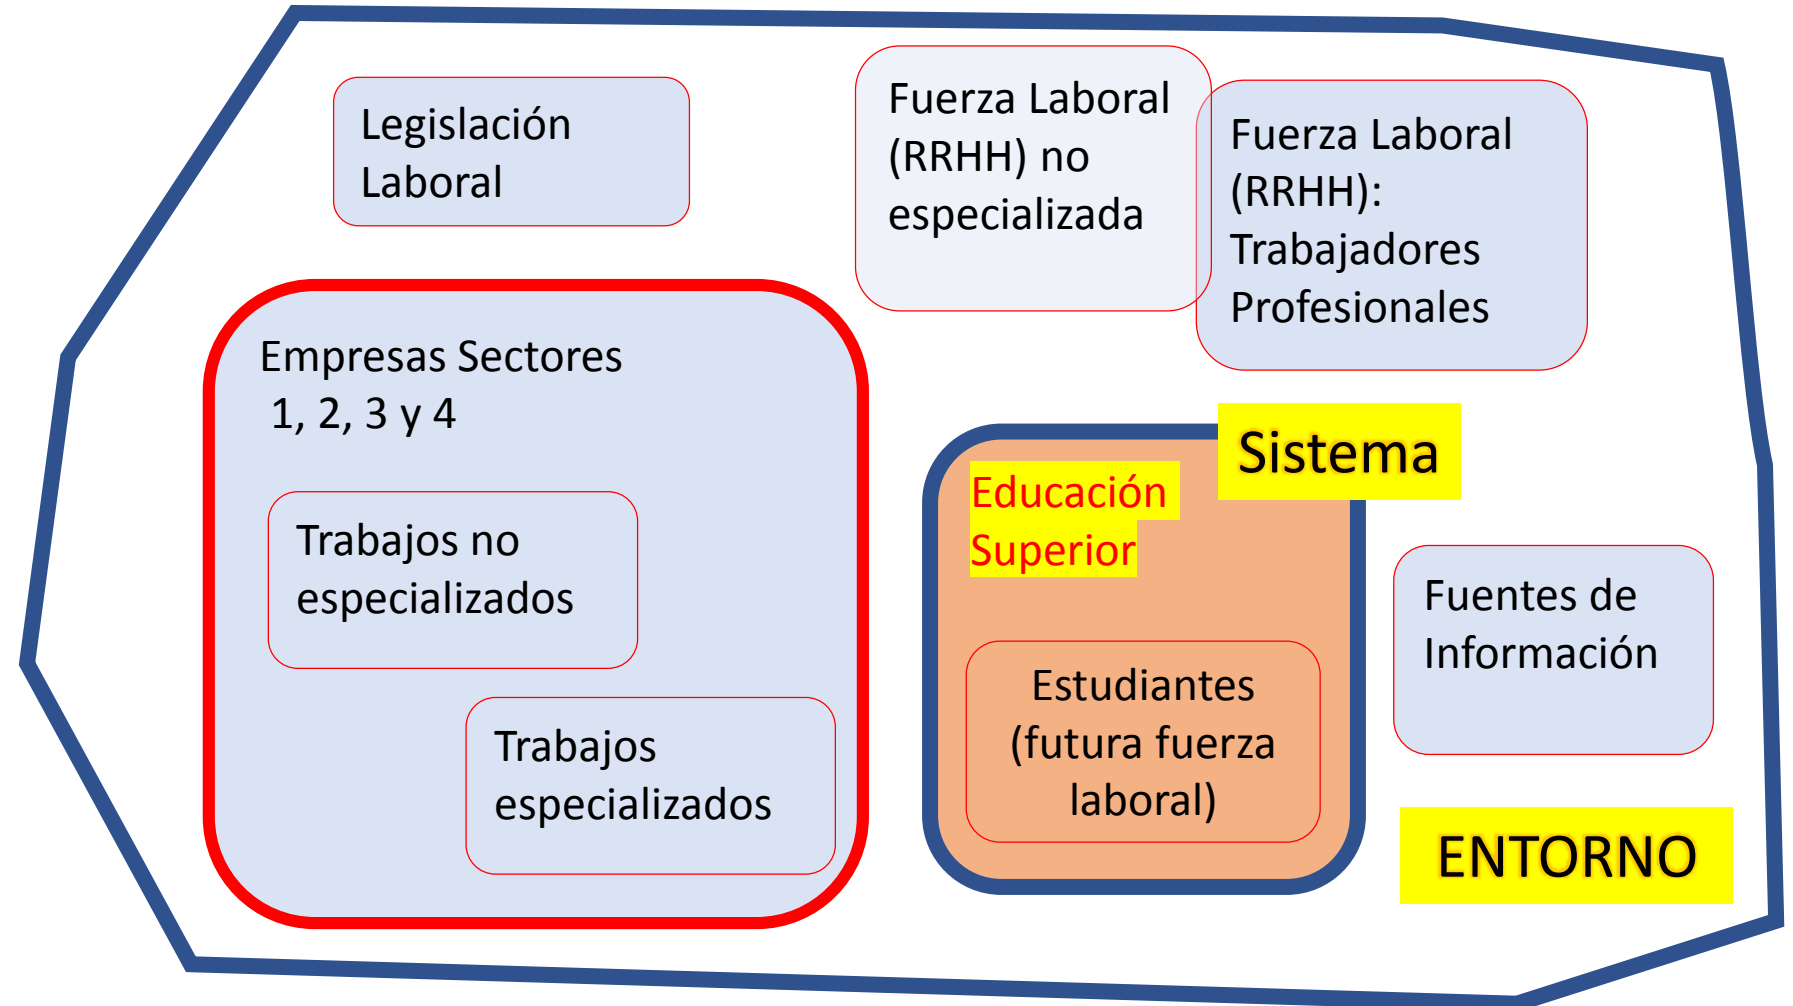 Legislación
Laboral
Fuerza Laboral
(RRHH) no
especializada
Fuerza Laboral
(RRHH):
Trabajadores
Profesionales
Empresas Sectores
1, 2, 3 y 4
Trabajos no
especializados
Trabajos
especializados
Sistema
Educación
Superior
Estudiantes
(futura fuerza
laboral)
Fuentes de
Información
ENTORNO